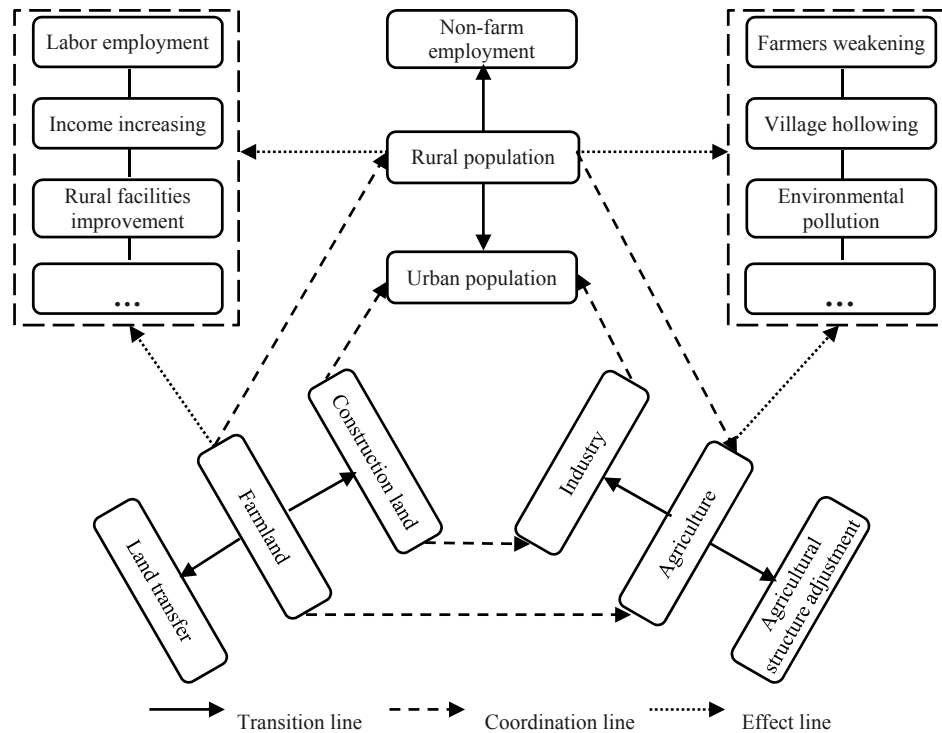 Labor employment
Income increasing
Rural facilities
improvement
...
Non-farm
employment
Rural population
Urban population
Farmers weakening
Village hollowing
Environmental
pollution
...
Land transfer
Farmland
Construction land
Industry
Agriculture
Agricultural
structure adjustment
Transition line
Coordination line
Effect line